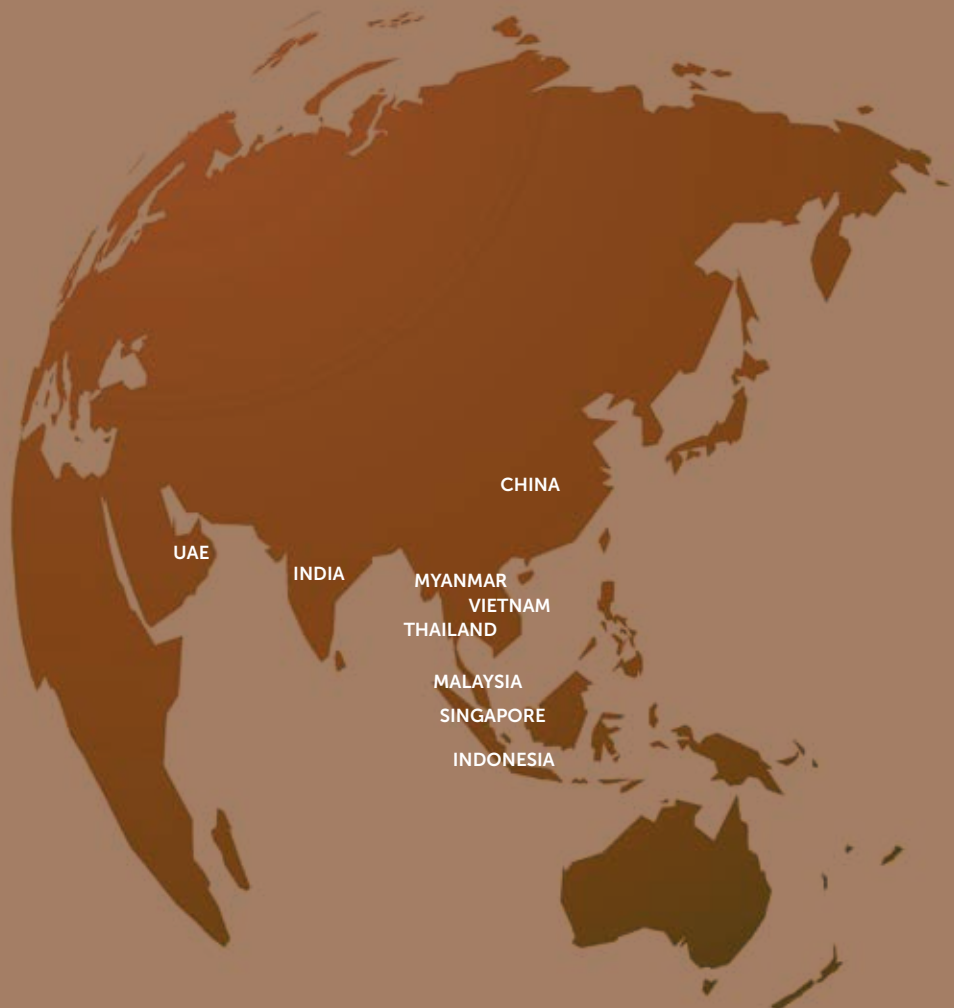 CHINA
UAE
INDIA
MYANMAR
VIETNAM
THAILAND
MALAYSIA
SINGAPORE
INDONESIA